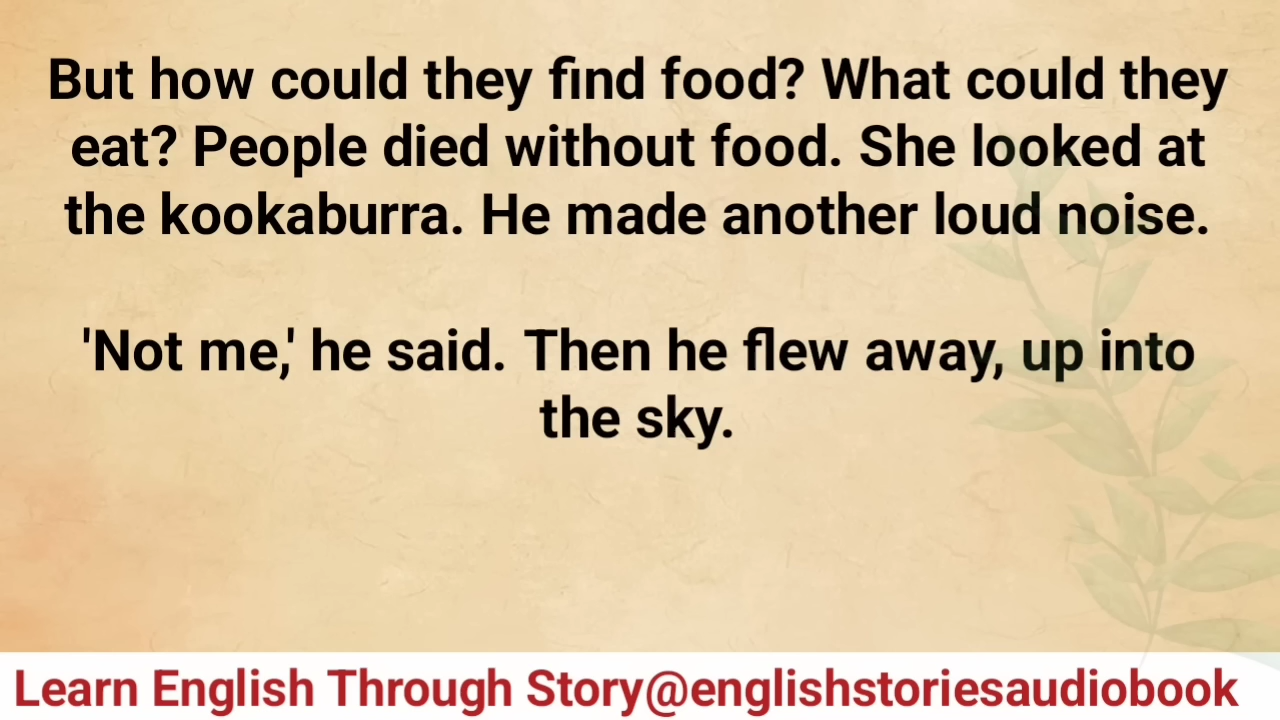 But how could they find food? What could they
eat? People died without food. She looked at
the kookaburra. He made another loud noise.
'Not me,' he said. Then he flew away, up into
the sky.
Learn English Through Story@englishstoriesaudiobook